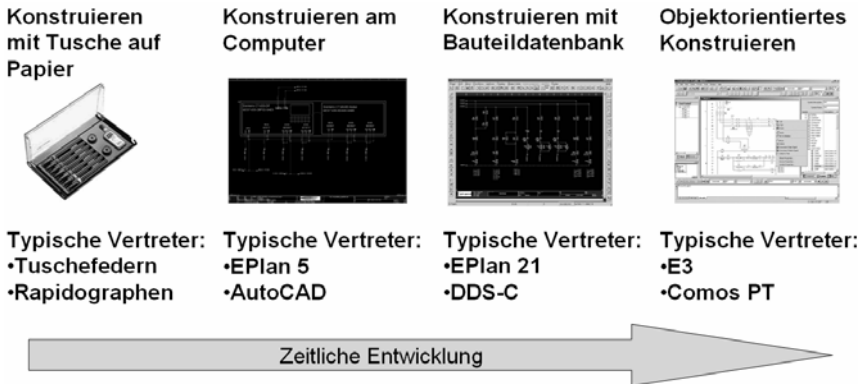 Konstruieren
mit Tusche auf
Papier
Konstruieren am
Computer
Konstruieren mit
Bauteildatenbank
Objektorientiertes
Konstruieren
Typische Vertreter:
•Tuschefedern
•Rapidographen
Typische Vertreter:
•EPlan 5
•AutoCAD
Typische Vertreter:
•EPlan 21
•DDS-C
Typische Vertreter:
•E3
•Comos PT
Zeitliche Entwicklung